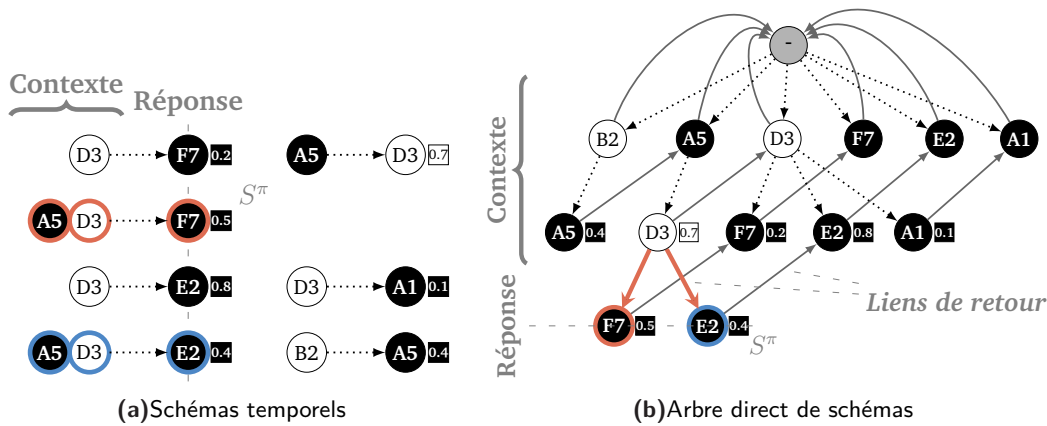 Contexte
Réponse
D3 F7 0.2 A5 D3 0.7
S^π
A5 D3 F7 0.5
D3 E2 0.8 D3 A1 0.1
A5 D3 E2 0.4 B2 A5 0.4
(a)Schémas temporels
-
Contexte
B2 A5 D3 F7 E2 A1
A5 0.4 D3 0.7 F7 0.2 E2 0.8 A1 0.1
Réponse
Liens de retour
F7 0.5 E2 0.4
S^π
(b)Arbre direct de schémas